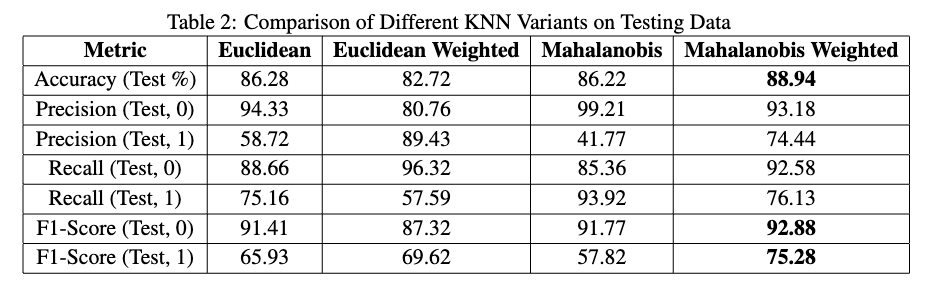 Table 2: Comparison of Different KNN Variants on Testing Data
Metric Euclidean Euclidean Weighted Mahalanobis Mahalanobis Weighted
Accuracy (Test %) 86.28 82.72 86.22 88.94
Precision (Test, 0) 94.33 80.76 99.21 93.18
Precision (Test, 1) 58.72 89.43 41.77 74.44
Recall (Test, 0) 88.66 96.32 85.36 92.58
Recall (Test, 1) 75.16 57.59 93.92 76.13
F1-Score (Test, 0) 91.41 87.32 91.77 92.88
F1-Score (Test, 1) 65.93 69.62 57.82 75.28